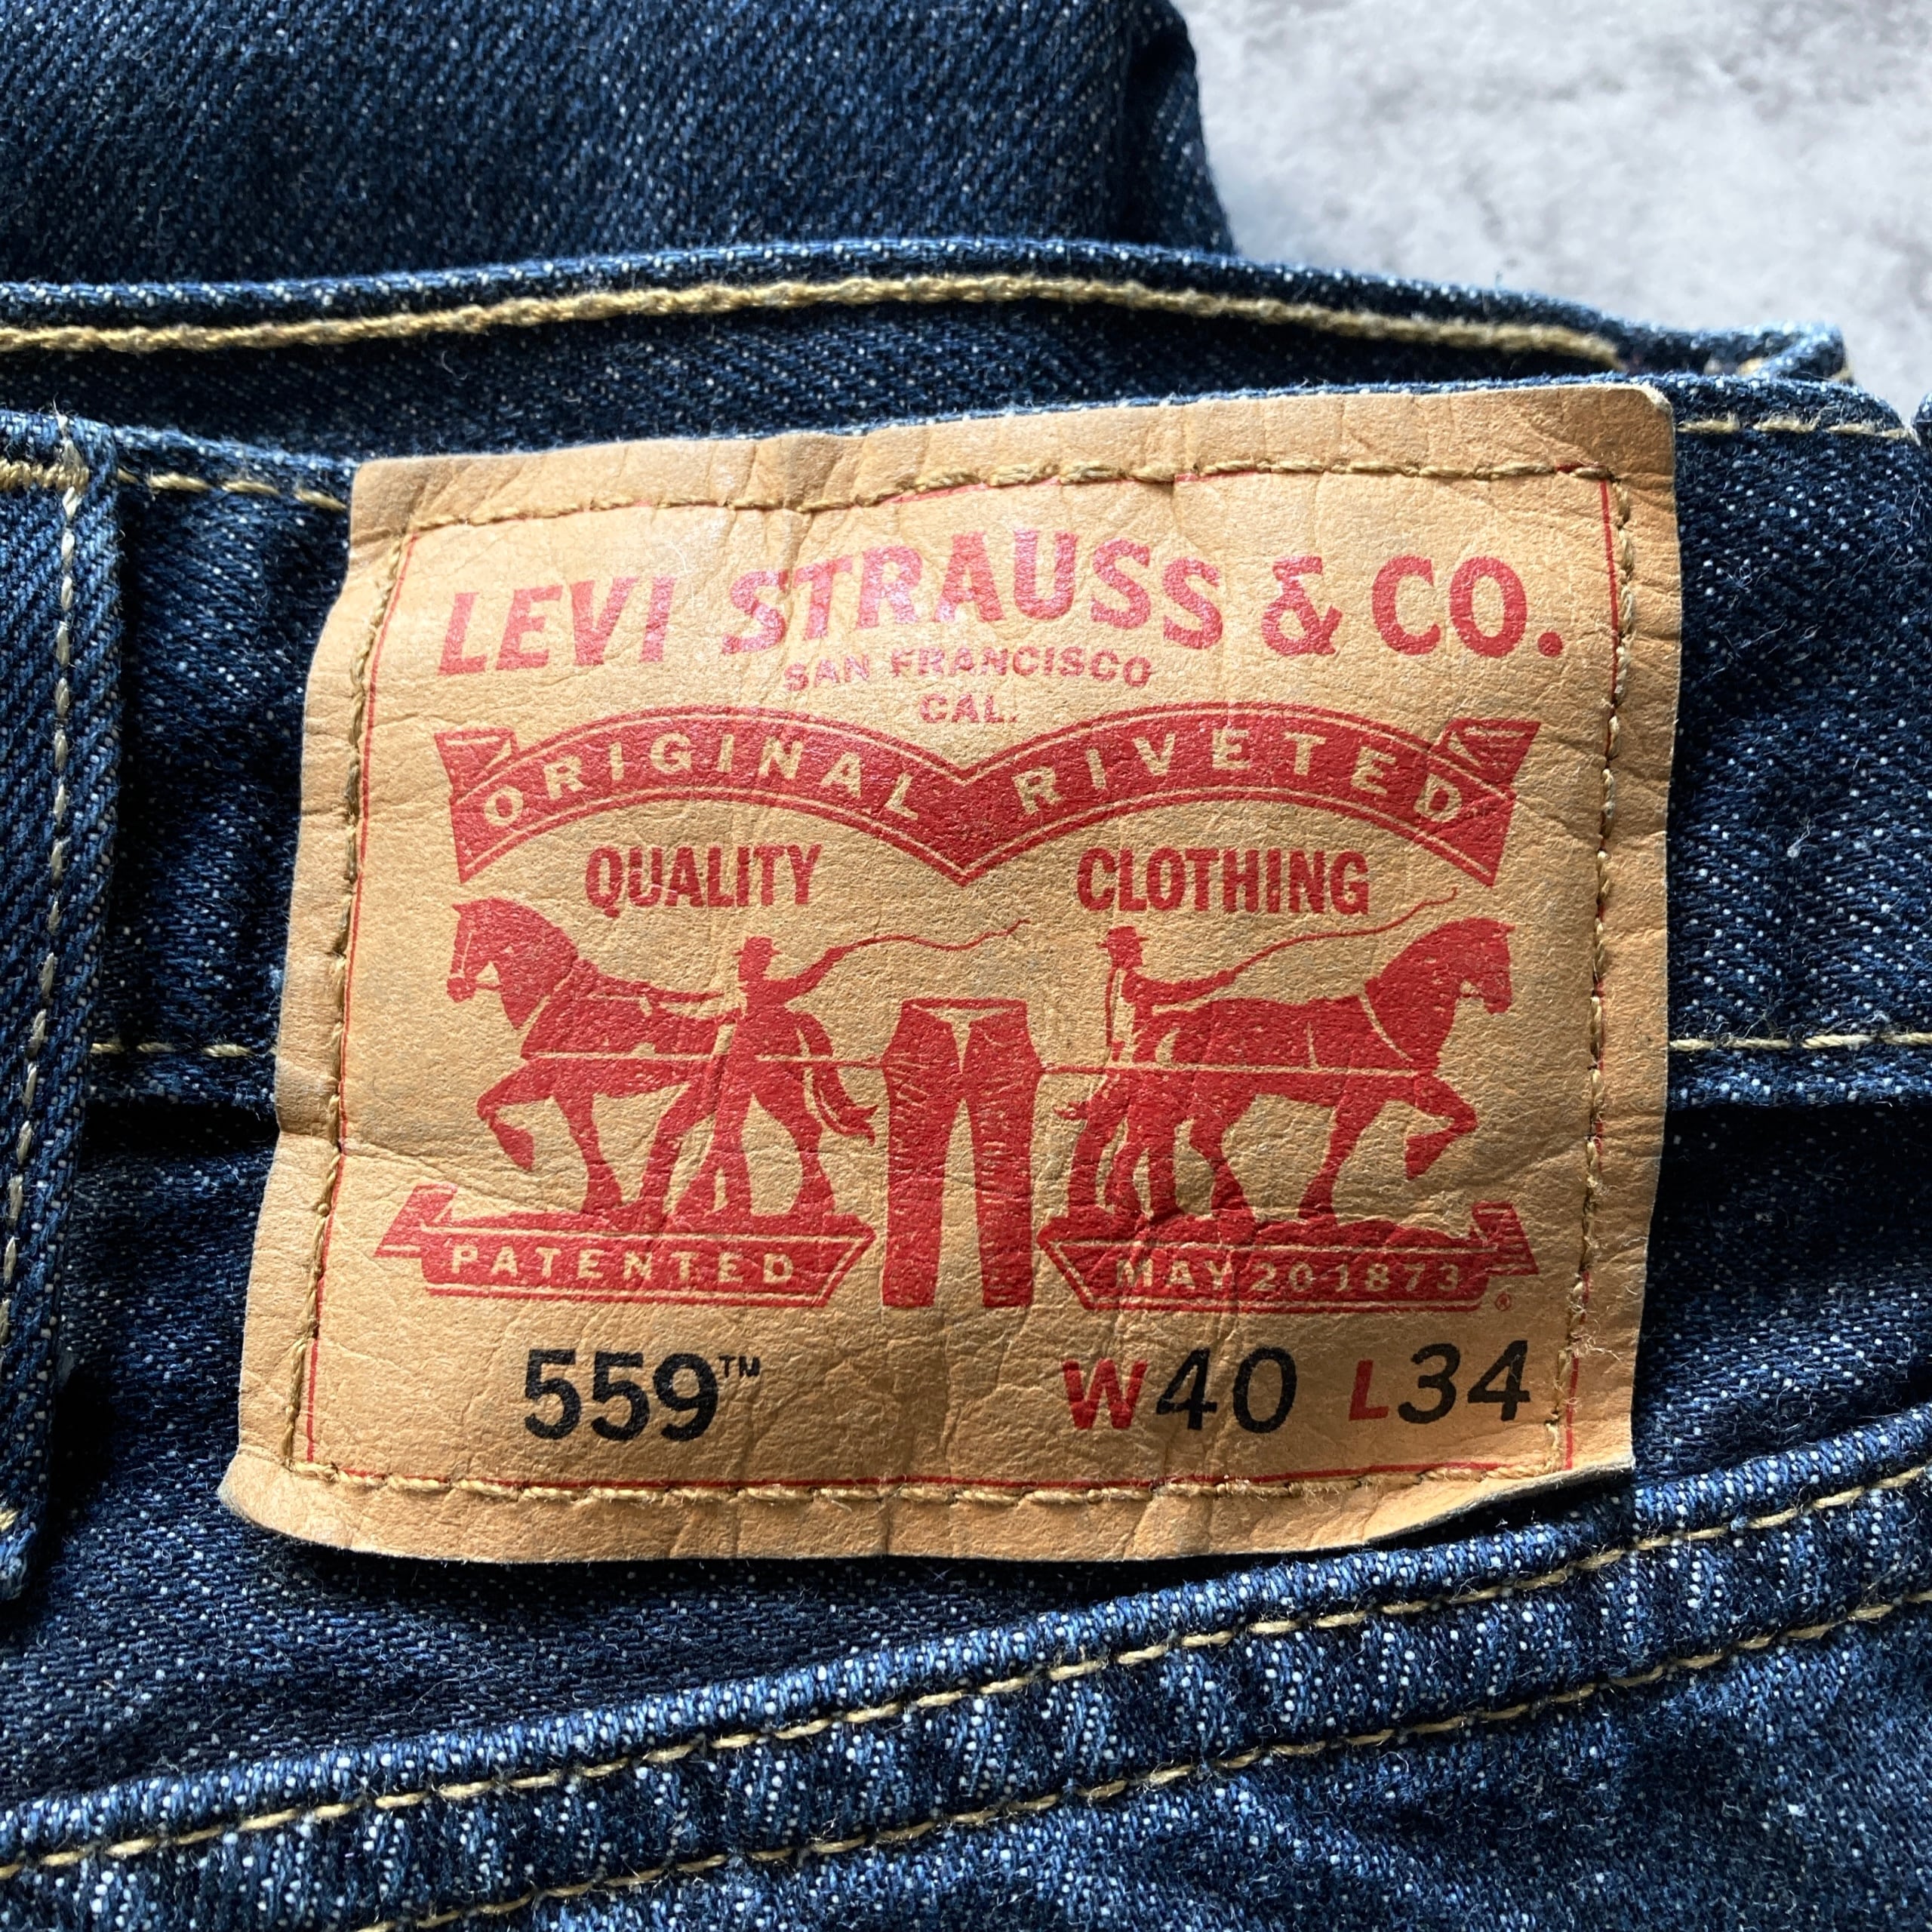 LEVI STRAUSS & CO.
SAN FRANCISCO
CAL.
ORIGINAL RIVETED
QUALITY CLOTHING
PATENTED MAY 20 1873 ®
559™ W40 L34